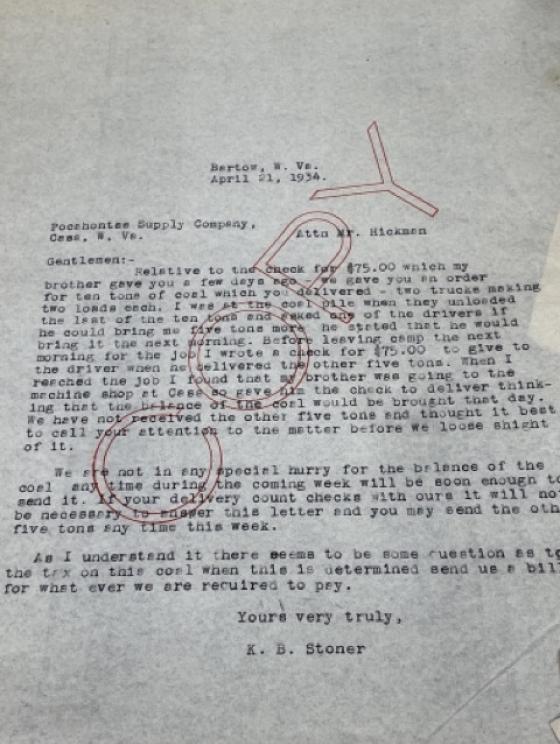 Bartow, W. Va.
April 21, 1934.
Pocahontas Supply Company,
Cass, W. Va.
Attn Mr. Hickman
Gentlemen:-
Relative to the check for $75.00 which my
brother gave you a few days ago we gave you an order
for ten tons of coal which you delivered - two trucks making
two loads each. I was at the coal pile when they unloaded
the last of the ten tons and asked one of the drivers if
he could bring me five tons more he stated that he would
bring it the next morning. Before leaving camp the next
morning for the job I wrote a check for $75.00 to give to
the driver when he delivered the other five tons. When I
reached the job I found that my brother was going to the
machine shop at Cass so gave him the check to deliver think-
ing that the balance of the coal would be brought that day.
We have not received the other five tons and thought it best
to call your attention to the matter before we loose shight
of it.
We are not in any special hurry for the balance of the
coal any time during the coming week will be soon enough to
send it. If your delivery count checks with ours it will no
be necessary to answer this letter and you may send the oth
five tons any time this week.
As I understand it there seems to be some question as to
the tax on this coal when this is determined send us a bill
for what ever we are required to pay.
Yours very truly,
K. B. Stoner
COPY